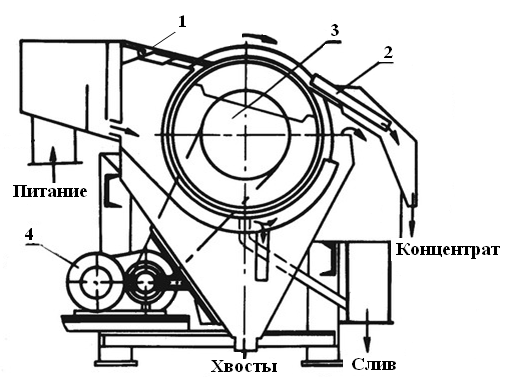 1
3
2
Питание
4
Концентрат
Хвосты
Слив